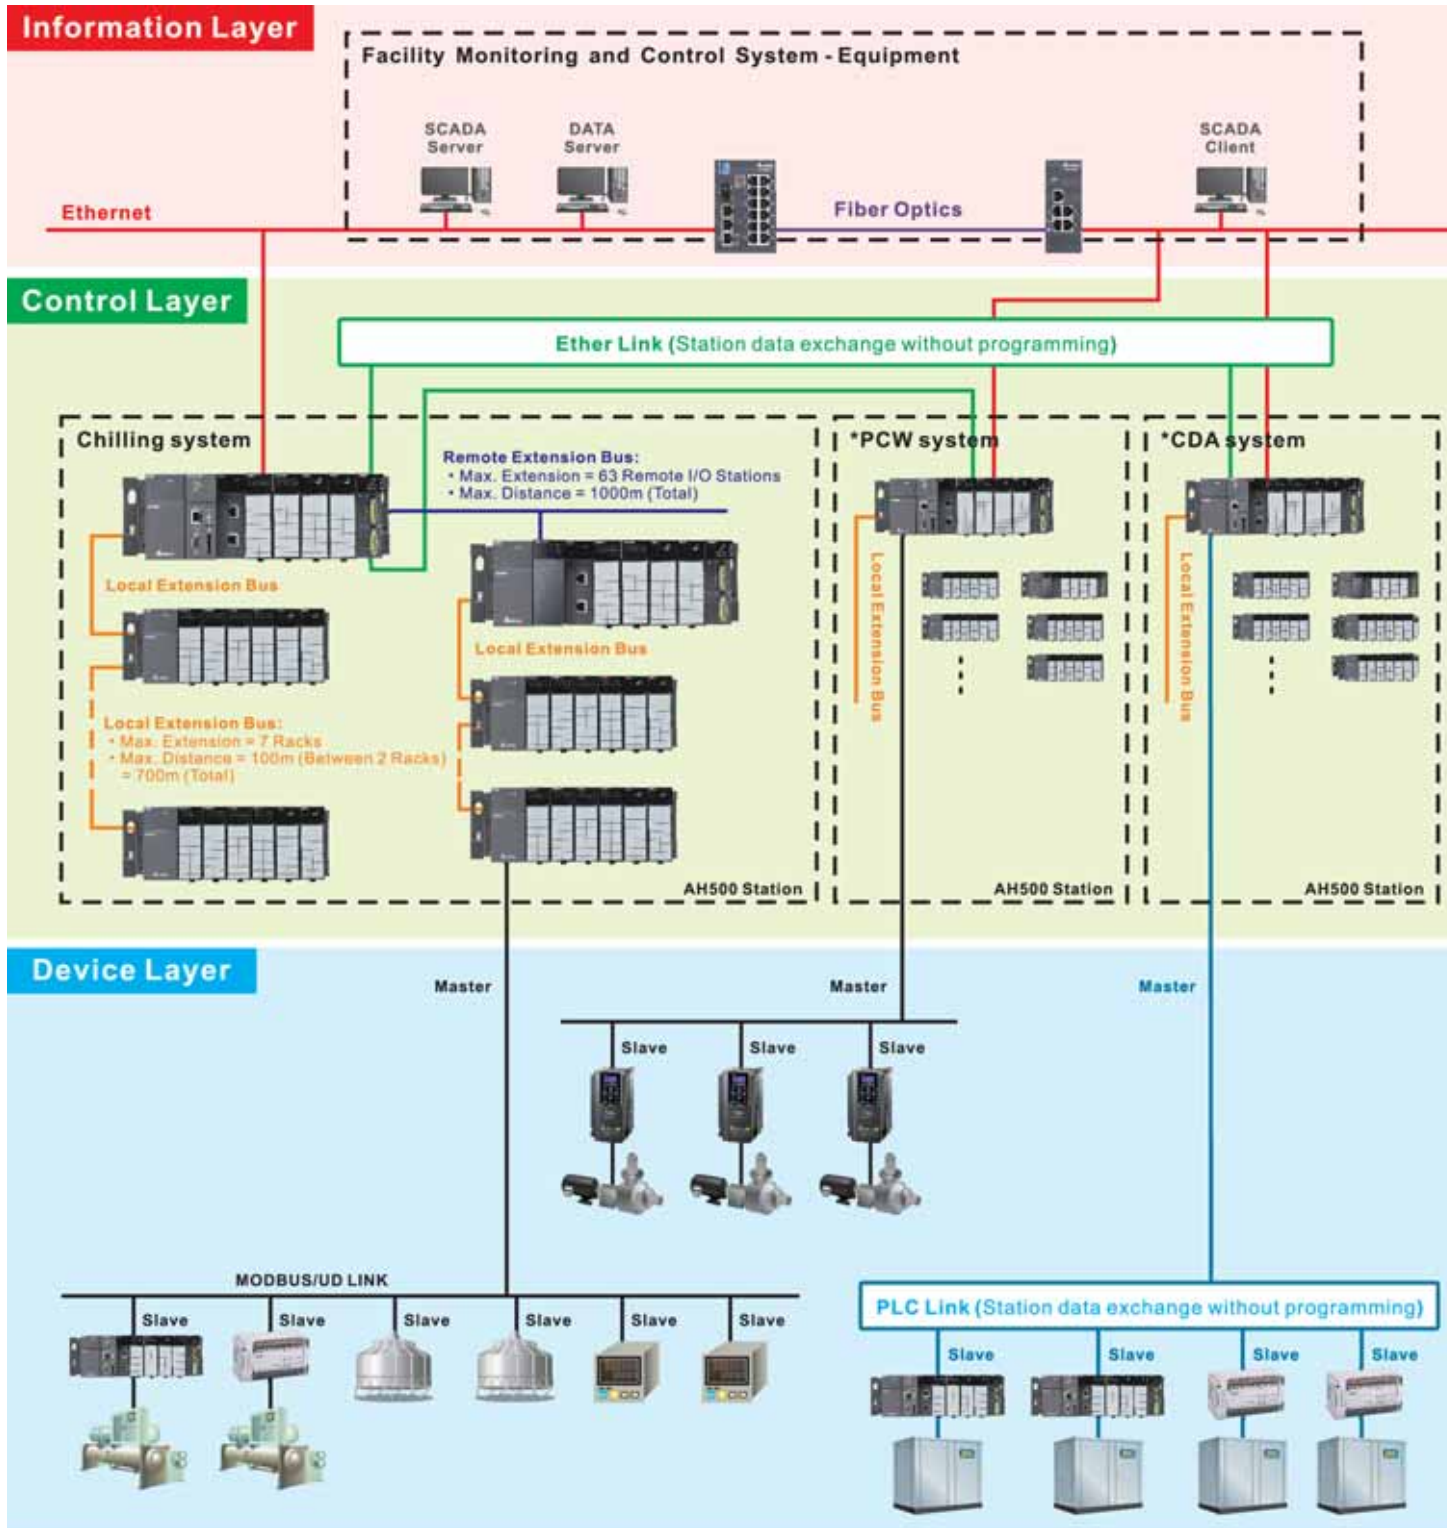 Information Layer
Facility Monitoring and Control System - Equipment
SCADA
Server
DATA
Server
SCADA
Client
Ethernet
Fiber Optics
Control Layer
Ether Link (Station data exchange without programming)
Chilling system
Remote Extension Bus:
• Max. Extension = 63 Remote I/O Stations
• Max. Distance = 1000m (Total)
Local Extension Bus
Local Extension Bus
Local Extension Bus:
• Max. Extension = 7 Racks
• Max. Distance = 100m (Between 2 Racks)
= 700m (Total)
AH500 Station
*PCW system
Local Extension Bus
AH500 Station
*CDA system
Local Extension Bus
AH500 Station
Device Layer
Master
Master
Master
Slave
Slave
Slave
MODBUS/UD LINK
Slave
Slave
Slave
Slave
Slave
Slave
PLC Link (Station data exchange without programming)
Slave
Slave
Slave
Slave